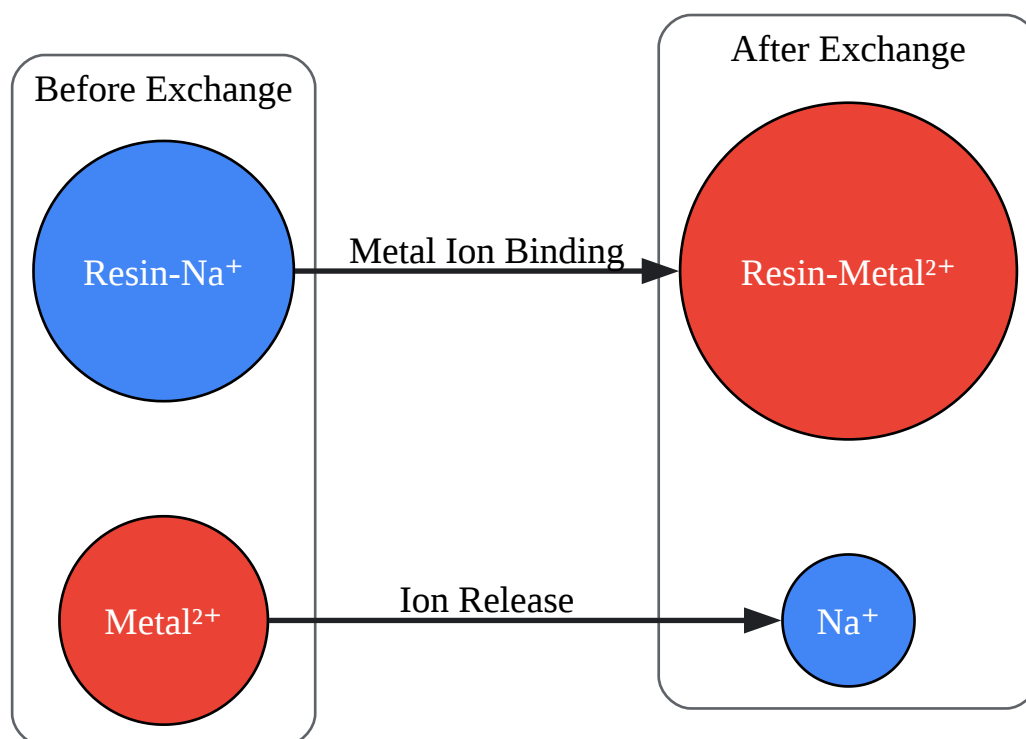 Before Exchange
Resin-Na⁺
Metal²⁺
Metal Ion Binding
Ion Release
After Exchange
Resin-Metal²⁺
Na⁺